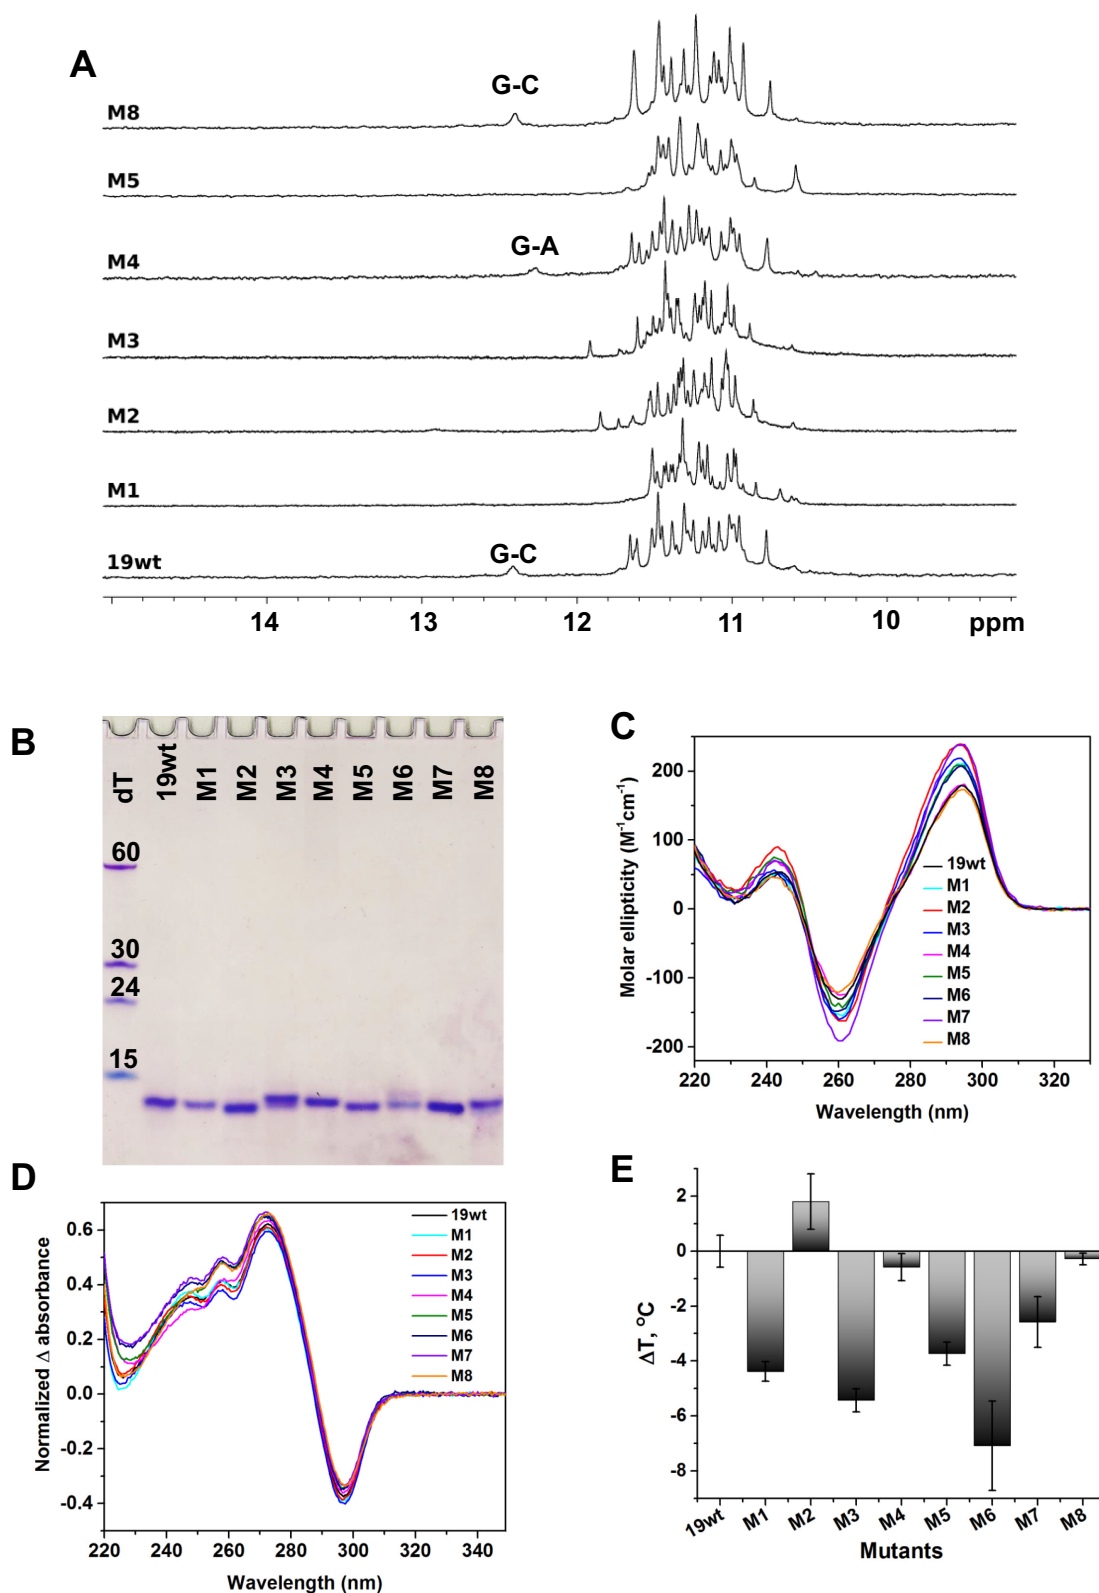 A
G-C
M8
M5
G-A
M4
M3
M2
M1
G-C
19wt
14 13 12 11 10 ppm
B
dT 19wt M1 M2 M3 M4 M5 M6 M7 M8
60
30
24
15
C
Molar elipticity (M⁻¹cm⁻¹)
200
100
0
-100
-200
19wt
M1
M2
M3
M4
M5
M6
M7
M8
220 240 260 280 300 320
Wavelength (nm)
D
Normalized Δ absorbance
0.6
0.4
0.2
0.0
-0.2
-0.4
19wt
M1
M2
M3
M4
M5
M6
M7
M8
220 240 260 280 300 320 340
Wavelength (nm)
E
ΔT, °C
2
0
-2
-4
-6
-8
19wt M1 M2 M3 M4 M5 M6 M7 M8
Mutants